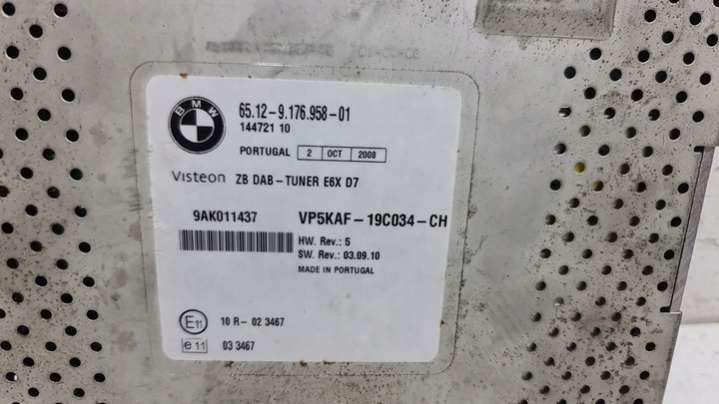 BMW
65.12-9.176.958-01
144721 10
PORTUGAL 2 OCT 2008
Visteon ZB DAB-TUNER E6X D7
9AK011437 VP5KAF-19C034-CH
HW. Rev.: 5
SW. Rev.: 03.09.10
MADE IN PORTUGAL
E11 10 R-02 3467
e11 03 3467